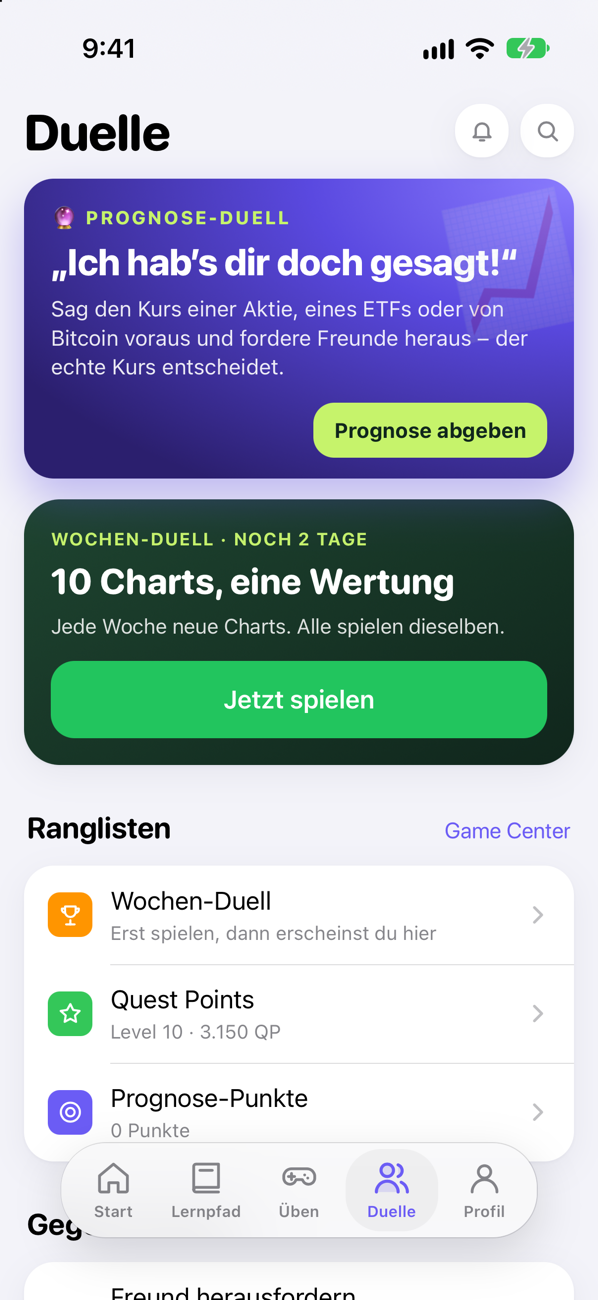 9:41
Duelle
PROGNOSE-DUELL
„Ich hab’s dir doch gesagt!“
Sag den Kurs einer Aktie, eines ETFs oder von
Bitcoin voraus und fordere Freunde heraus – der
echte Kurs entscheidet.
Prognose abgeben
WOCHEN-DUELL · NOCH 2 TAGE
10 Charts, eine Wertung
Jede Woche neue Charts. Alle spielen dieselben.
Jetzt spielen
Ranglisten
Game Center
Wochen-Duell
Erst spielen, dann erscheinst du hier
Quest Points
Level 10 · 3.150 QP
Prognose-Punkte
0 Punkte
Start
Lernpfad
Üben
Duelle
Profil
Freund herausfordern